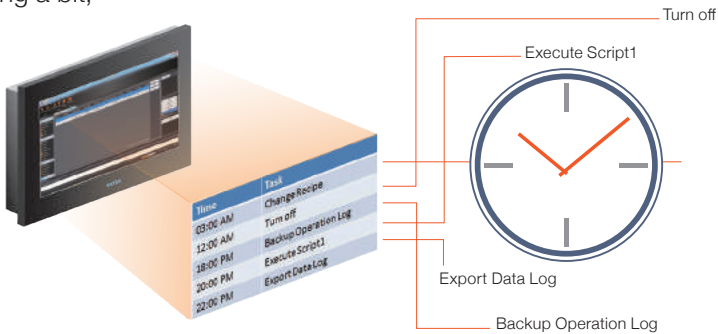 ng a bit,
Turn off
Execute Script1
Time Task
03:00 AM Change Recipe
12:00 AM Turn off
18:00 PM Backup Operation Log
20:00 PM Execute Script1
22:00 PM Export Data Log
Export Data Log
Backup Operation Log